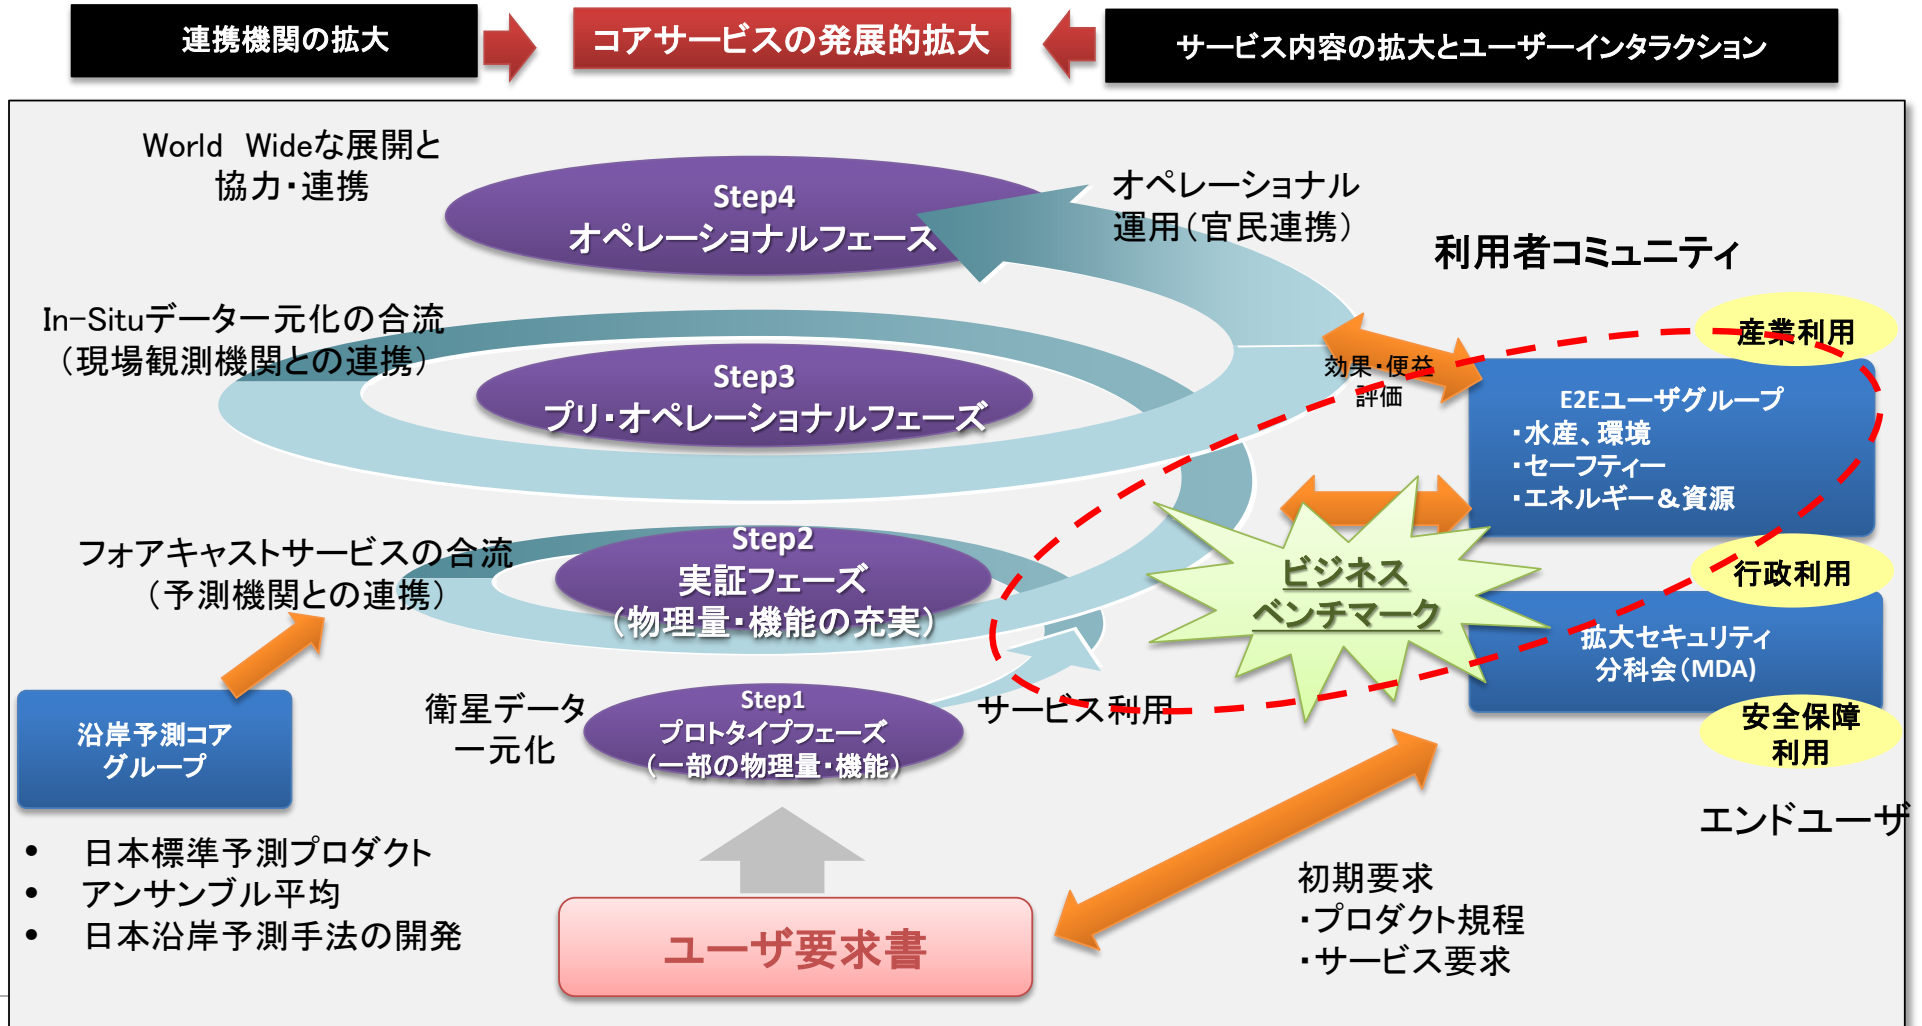 連携機関の拡大
コアサービスの発展的拡大
サービス内容の拡大とユーザーインタラクション
World Wideな展開と
協力・連携
Step4
オペレーショナルフェーズ
オペレーショナル
運用(官民連携)
利用者コミュニティ
In-Situデータ一元化の合流
(現場観測機関との連携)
Step3
プリ・オペレーショナルフェーズ
効果・便益
評価
産業利用
E2Eユーザグループ
・水産、環境
・セーフティー
・エネルギー&資源
フォアキャストサービスの合流
(予測機関との連携)
Step2
実証フェーズ
(物理量・機能の充実)
ビジネス
ベンチマーク
行政利用
拡大セキュリティ
分科会(MDA)
安全保障
利用
エンドユーザ
沿岸予測コア
グループ
衛星データ
一元化
Step1
プロトタイプフェーズ
(一部の物理量・機能)
サービス利用
• 日本標準予測プロダクト
• アンサンブル平均
• 日本沿岸予測手法の開発
ユーザ要求書
初期要求
・プロダクト規程
・サービス要求